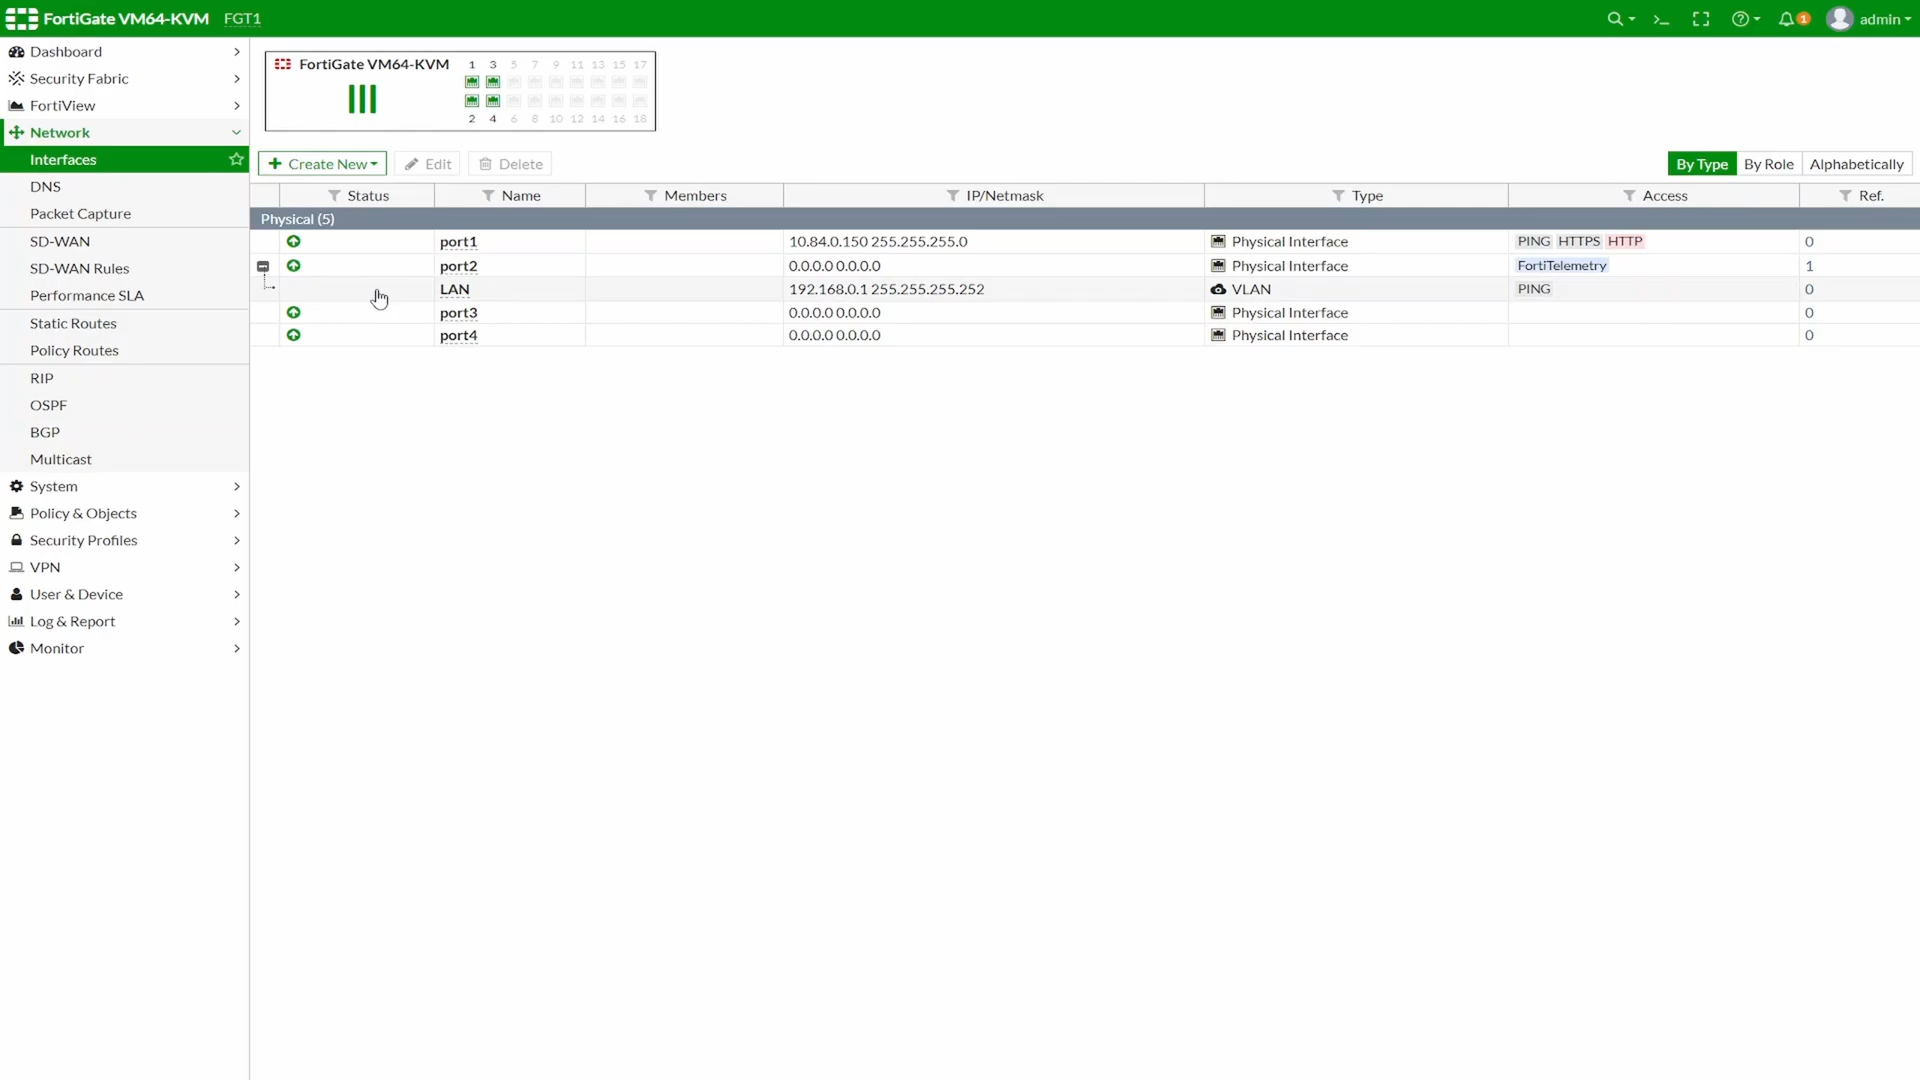 FortiGate VM64-KVM FGT1 1 admin
Dashboard
Security Fabric
FortiView
Network
Interfaces
DNS
Packet Capture
SD-WAN
SD-WAN Rules
Performance SLA
Static Routes
Policy Routes
RIP
OSPF
BGP
Multicast
System
Policy & Objects
Security Profiles
VPN
User & Device
Log & Report
Monitor
FortiGate VM64-KVM 1 3 5 7 9 11 13 15 17
2 4 6 8 10 12 14 16 18
+ Create New Edit Delete By Type By Role Alphabetically
Status Name Members IP/Netmask Type Access Ref.
Physical (5)
port1 10.84.0.150 255.255.255.0 Physical Interface PING HTTPS HTTP 0
port2 0.0.0.0 0.0.0.0 Physical Interface FortiTelemetry 1
LAN 192.168.0.1 255.255.255.252 VLAN PING 0
port3 0.0.0.0 0.0.0.0 Physical Interface 0
port4 0.0.0.0 0.0.0.0 Physical Interface 0